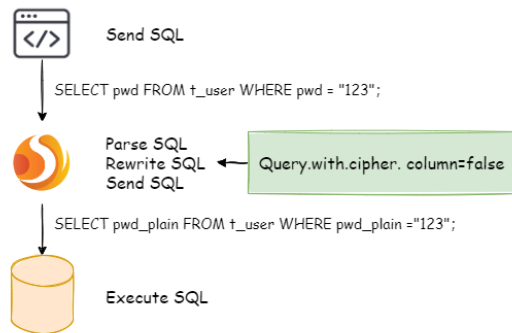 </>
Send SQL
SELECT pwd FROM t_user WHERE pwd = "123";
Parse SQL
Rewrite SQL
Send SQL
Query.with.cipher. column=false
SELECT pwd_plain FROM t_user WHERE pwd_plain ="123";
Execute SQL